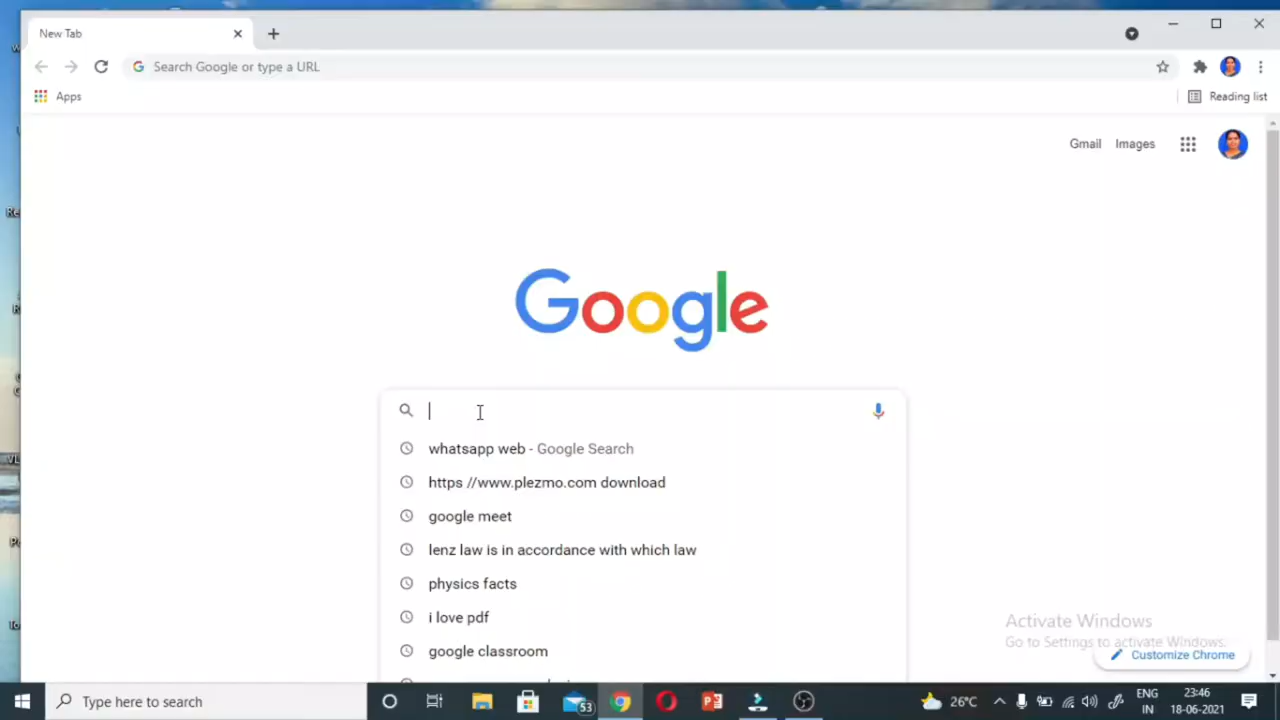 New Tab
Search Google or type a URL
Apps
Reading list
Gmail Images
Google
whatsapp web - Google Search
https //www.plezmo.com download
google meet
lenz law is in accordance with which law
physics facts
i love pdf
google classroom
Activate Windows
Go to Settings to activate Windows.
Customize Chrome
Type here to search
53
26°C
ENG
IN
23:46
18-06-2021